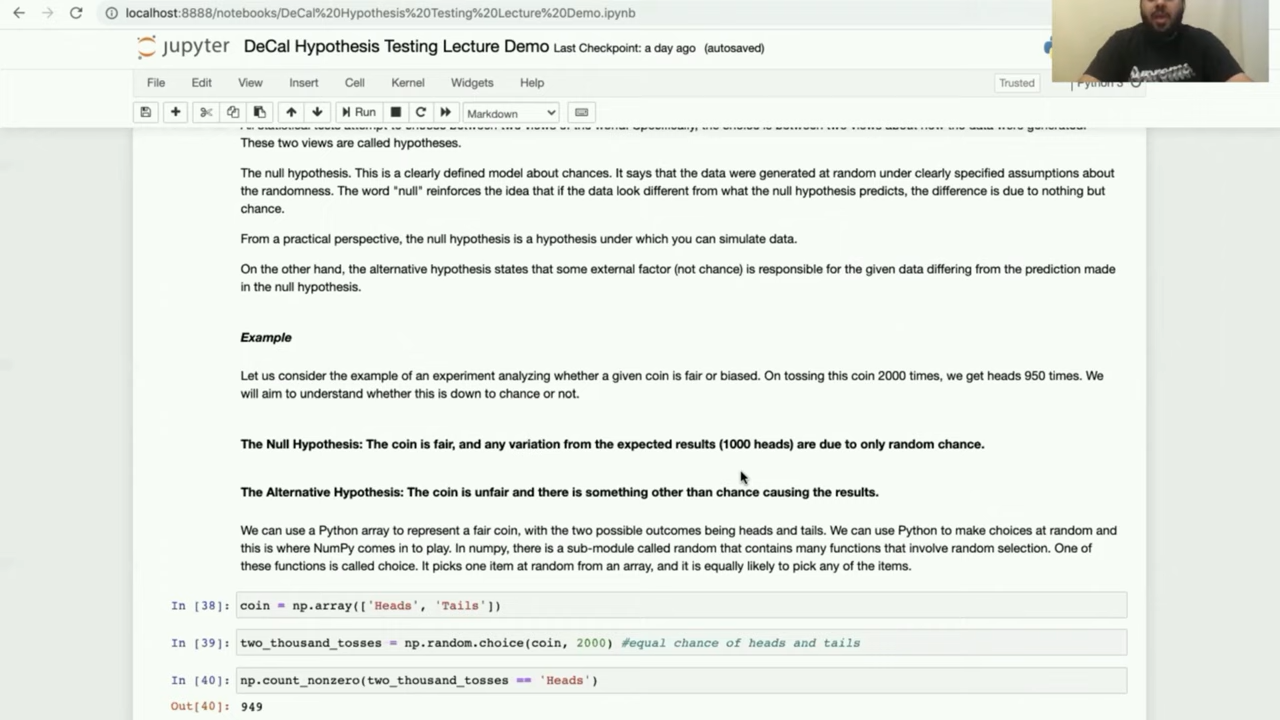 localhost:8888/notebooks/DeCal%20Hypothesis%20Testing%20Lecture%20Demo.ipynb
jupyter DeCal Hypothesis Testing Lecture Demo Last Checkpoint: a day ago (autosaved)
File Edit View Insert Cell Kernel Widgets Help Trusted Python 3
Run Markdown
These two views are called hypotheses.
The null hypothesis. This is a clearly defined model about chances. It says that the data were generated at random under clearly specified assumptions about
the randomness. The word "null" reinforces the idea that if the data look different from what the null hypothesis predicts, the difference is due to nothing but
chance.
From a practical perspective, the null hypothesis is a hypothesis under which you can simulate data.
On the other hand, the alternative hypothesis states that some external factor (not chance) is responsible for the given data differing from the prediction made
in the null hypothesis.
Example
Let us consider the example of an experiment analyzing whether a given coin is fair or biased. On tossing this coin 2000 times, we get heads 950 times. We
will aim to understand whether this is down to chance or not.
The Null Hypothesis: The coin is fair, and any variation from the expected results (1000 heads) are due to only random chance.
The Alternative Hypothesis: The coin is unfair and there is something other than chance causing the results.
We can use a Python array to represent a fair coin, with the two possible outcomes being heads and tails. We can use Python to make choices at random and
this is where NumPy comes in to play. In numpy, there is a sub-module called random that contains many functions that involve random selection. One of
these functions is called choice. It picks one item at random from an array, and it is equally likely to pick any of the items.
In [38]: coin = np.array(['Heads', 'Tails'])
In [39]: two_thousand_tosses = np.random.choice(coin, 2000) #equal chance of heads and tails
In [40]: np.count_nonzero(two_thousand_tosses == 'Heads')
Out[40]: 949